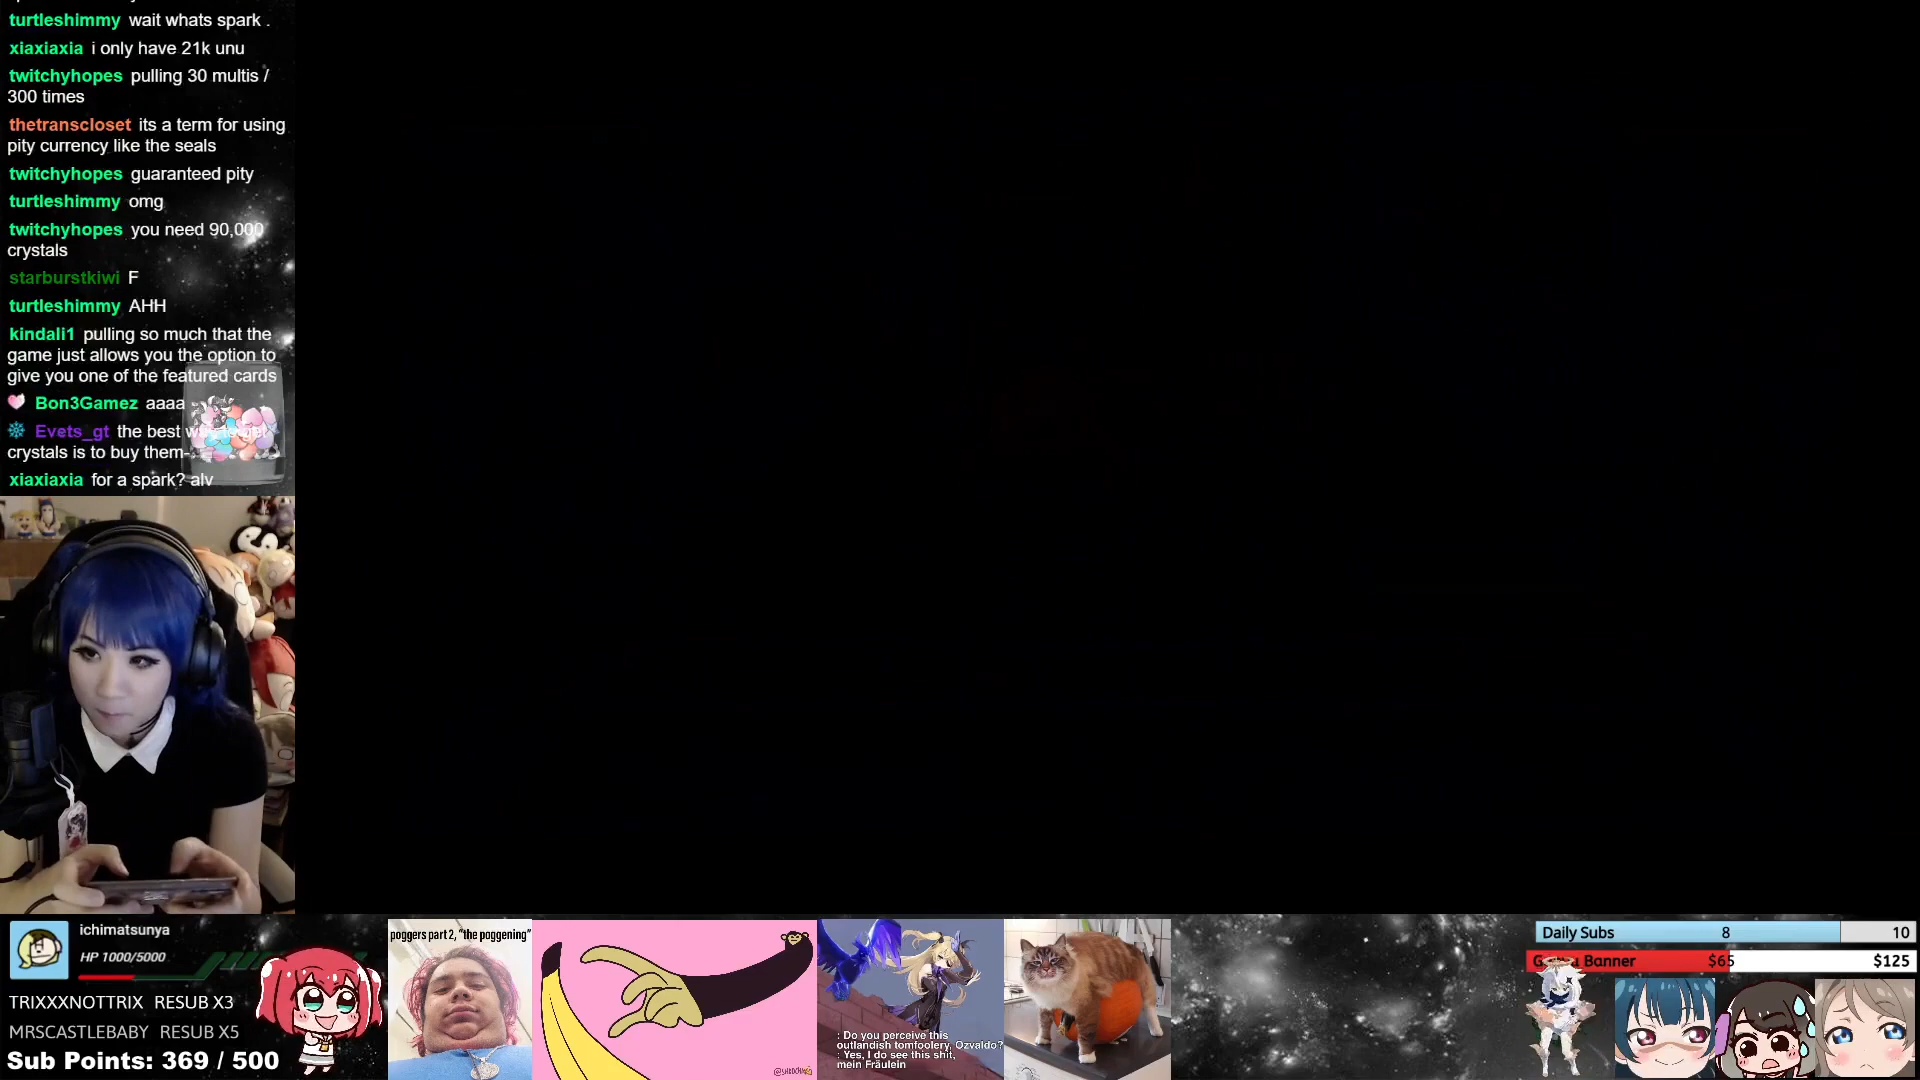 turtleshimmy wait whats spark .
xiaxiaxia i only have 21k unu
twitchyhopes pulling 30 multis /
300 times
thetranscloset its a term for using
pity currency like the seals
twitchyhopes guaranteed pity
turtleshimmy omg
twitchyhopes you need 90,000
crystals
starburstkiwi F
turtleshimmy AHH
kindali1 pulling so much that the
game just allows you the option to
give you one of the featured cards
Bon3Gamez aaaa
Evets_gt the best way to get
crystals is to buy them-
xiaxiaxia for a spark? alv
ichimatsunya
HP 1000/5000
TRIXXXNOTTRIX RESUB X3
MRSCASTLEBABY RESUB X5
Sub Points: 369 / 500
poggers part 2, "the poggening"
: Do you perceive this
outlandish tomfoolery, Ozvaldo?
: Yes, I do see this shit,
mein Fräulein
Daily Subs 8 10
Banner $65 $125